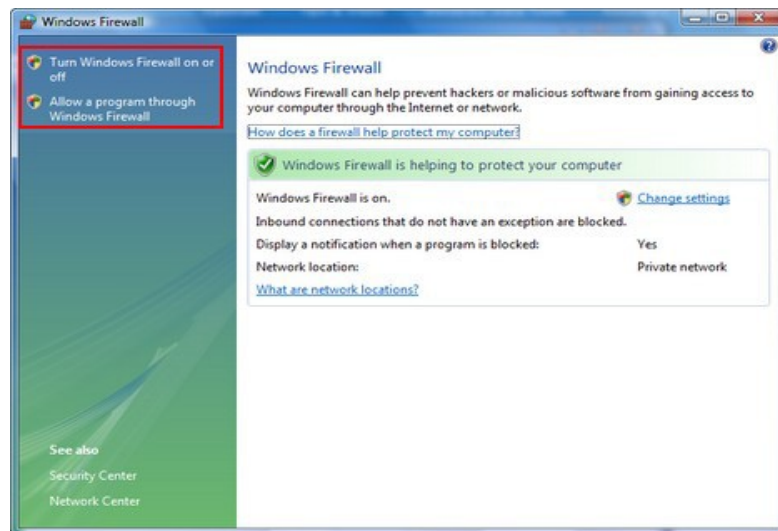 Windows Firewall
Turn Windows Firewall on or
off
Allow a program through
Windows Firewall
Windows Firewall
Windows Firewall can help prevent hackers or malicious software from gaining access to
your computer through the Internet or network.
How does a firewall help protect my computer?
Windows Firewall is helping to protect your computer
Windows Firewall is on.
Change settings
Inbound connections that do not have an exception are blocked.
Display a notification when a program is blocked: Yes
Network location: Private network
What are network locations?
See also
Security Center
Network Center